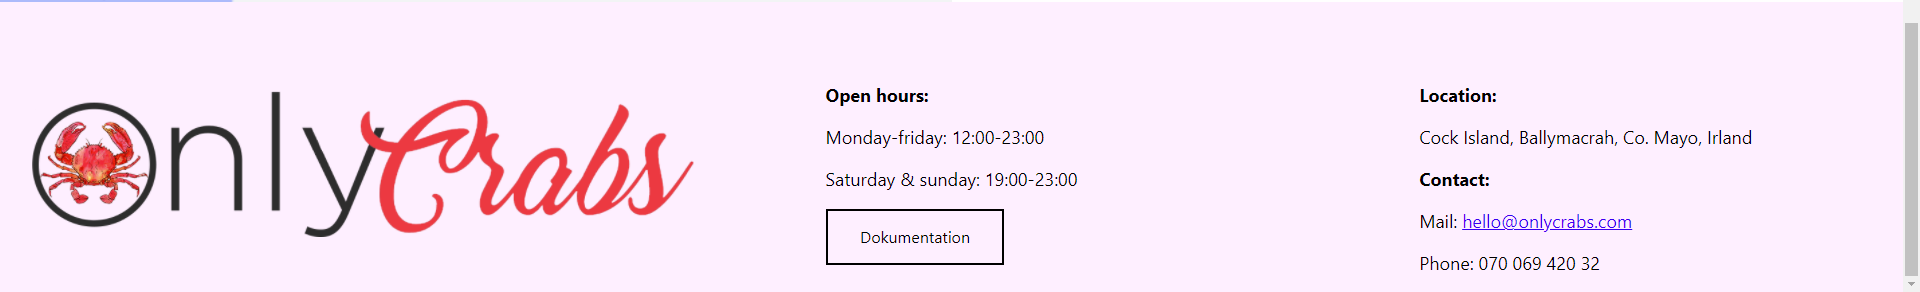 OnlyCrabs
Open hours:
Monday-friday: 12:00-23:00
Saturday & sunday: 19:00-23:00
Dokumentation
Location:
Cock Island, Ballymacrah, Co. Mayo, Irland
Contact:
Mail: hello@onlycrabs.com
Phone: 070 069 420 32